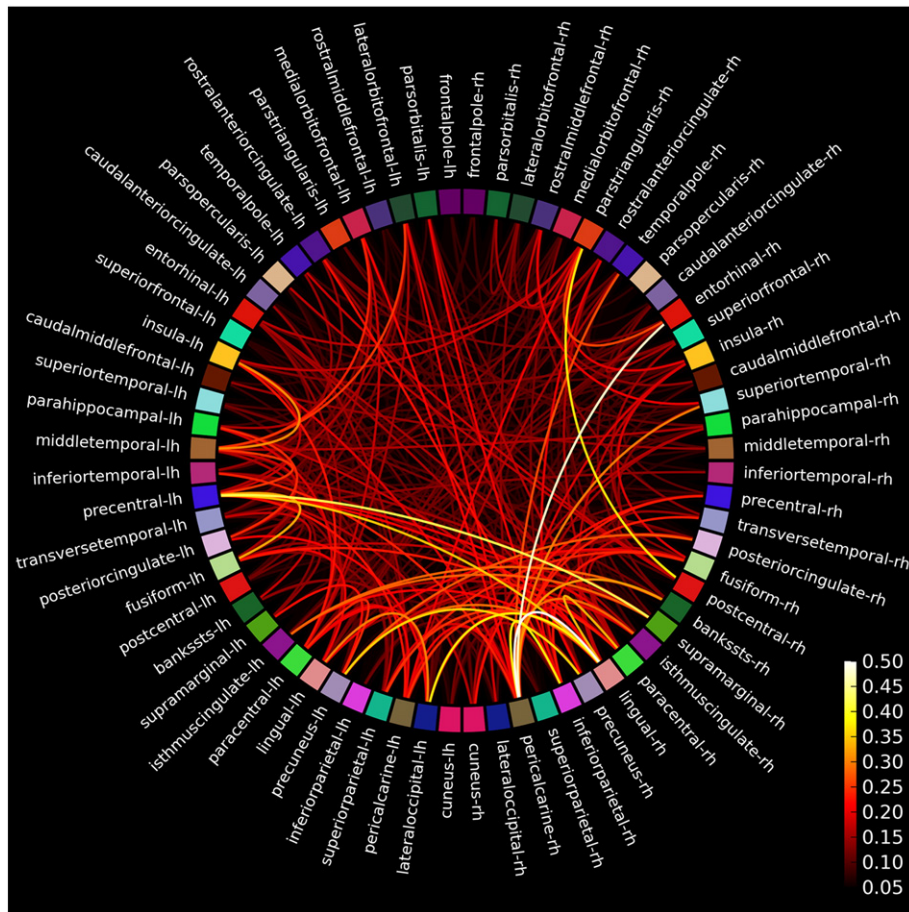 frontalpole-lh
parsorbitalis-lh
lateralorbitofrontal-lh
rostralmiddlefrontal-lh
medialorbitofrontal-lh
parstriangularis-lh
rostralanteriorcingulate-lh
temporalpole-lh
parsopercularis-lh
caudalanteriorcingulate-lh
entorhinal-lh
superiorfrontal-lh
insula-lh
caudalmiddlefrontal-lh
superiortemporal-lh
parahippocampal-lh
middletemporal-lh
inferiortemporal-lh
precentral-lh
transversetemporal-lh
posteriorcingulate-lh
fusiform-lh
postcentral-lh
bankssts-lh
supramarginal-lh
isthmuscingulate-lh
paracentral-lh
lingual-lh
precuneus-lh
inferiorparietal-lh
superiorparietal-lh
pericalcarine-lh
lateraloccipital-lh
cuneus-lh
cuneus-rh
lateraloccipital-rh
pericalcarine-rh
superiorparietal-rh
inferiorparietal-rh
precuneus-rh
lingual-rh
paracentral-rh
isthmuscingulate-rh
supramarginal-rh
bankssts-rh
postcentral-rh
fusiform-rh
posteriorcingulate-rh
transversetemporal-rh
precentral-rh
inferiortemporal-rh
middletemporal-rh
parahippocampal-rh
superiortemporal-rh
caudalmiddlefrontal-rh
insula-rh
superiorfrontal-rh
entorhinal-rh
caudalanteriorcingulate-rh
parsopercularis-rh
temporalpole-rh
rostralanteriorcingulate-rh
parstriangularis-rh
medialorbitofrontal-rh
rostralmiddlefrontal-rh
lateralorbitofrontal-rh
parsorbitalis-rh
frontalpole-rh
0.50
0.45
0.40
0.35
0.30
0.25
0.20
0.15
0.10
0.05